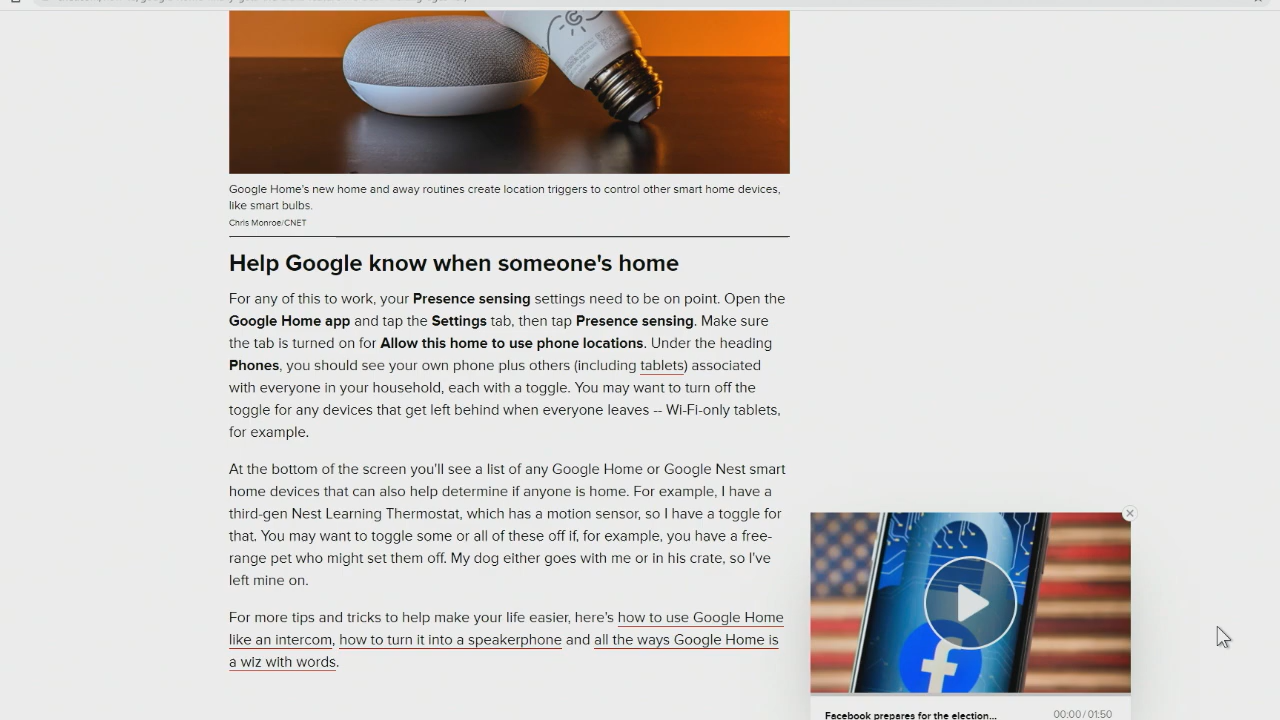 Google Home's new home and away routines create location triggers to control other smart home devices,
like smart bulbs.
Chris Monroe/CNET
Help Google know when someone's home
For any of this to work, your Presence sensing settings need to be on point. Open the
Google Home app and tap the Settings tab, then tap Presence sensing. Make sure
the tab is turned on for Allow this home to use phone locations. Under the heading
Phones, you should see your own phone plus others (including tablets) associated
with everyone in your household, each with a toggle. You may want to turn off the
toggle for any devices that get left behind when everyone leaves -- Wi-Fi-only tablets,
for example.
At the bottom of the screen you'll see a list of any Google Home or Google Nest smart
home devices that can also help determine if anyone is home. For example, I have a
third-gen Nest Learning Thermostat, which has a motion sensor, so I have a toggle for
that. You may want to toggle some or all of these off if, for example, you have a free-
range pet who might set them off. My dog either goes with me or in his crate, so I've
left mine on.
For more tips and tricks to help make your life easier, here's how to use Google Home
like an intercom, how to turn it into a speakerphone and all the ways Google Home is
a wiz with words.
Facebook prepares for the election... 00:00 / 01:50